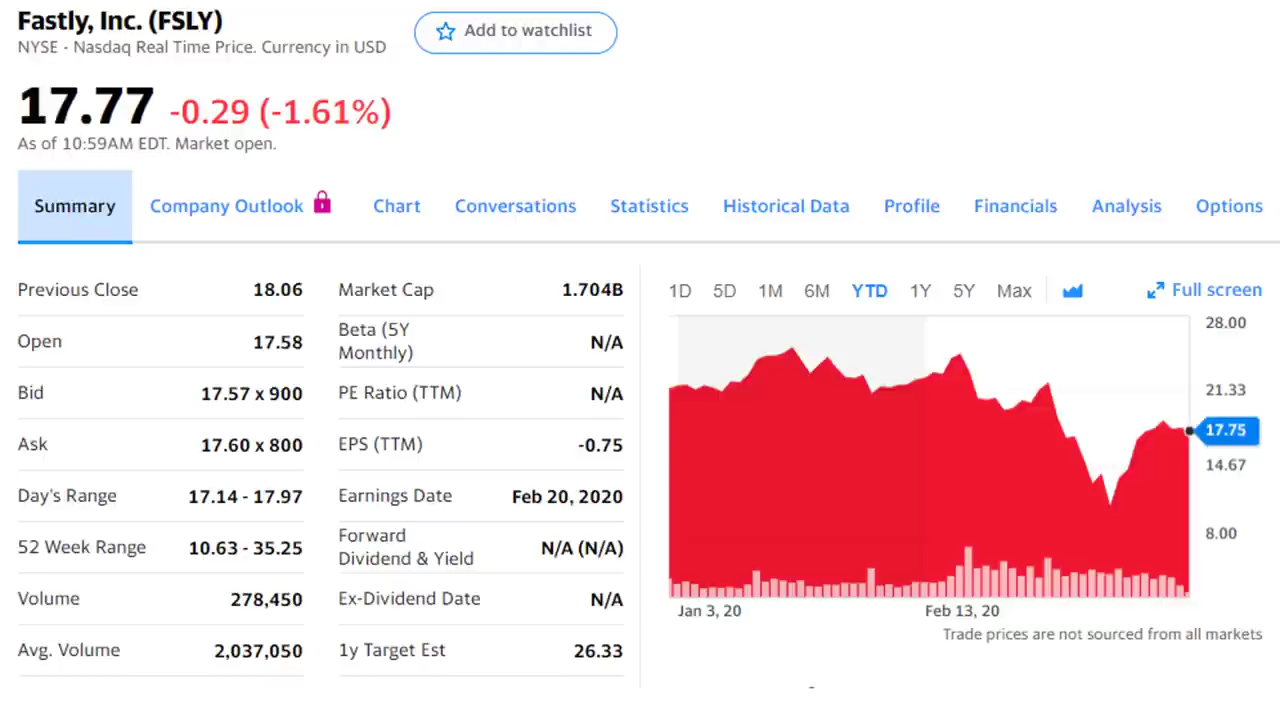 Fastly, Inc. (FSLY)
NYSE - Nasdaq Real Time Price. Currency in USD
Add to watchlist
17.77 -0.29 (-1.61%)
As of 10:59AM EDT. Market open.
Summary Company Outlook Chart Conversations Statistics Historical Data Profile Financials Analysis Options
Previous Close 18.06
Open 17.58
Bid 17.57 x 900
Ask 17.60 x 800
Day's Range 17.14 - 17.97
52 Week Range 10.63 - 35.25
Volume 278,450
Avg. Volume 2,037,050
Market Cap 1.704B
Beta (5Y
Monthly) N/A
PE Ratio (TTM) N/A
EPS (TTM) -0.75
Earnings Date Feb 20, 2020
Forward
Dividend & Yield N/A (N/A)
Ex-Dividend Date N/A
1y Target Est 26.33
1D 5D 1M 6M YTD 1Y 5Y Max Full screen
28.00
21.33
17.75
14.67
8.00
Jan 3, 20 Feb 13, 20
Trade prices are not sourced from all markets